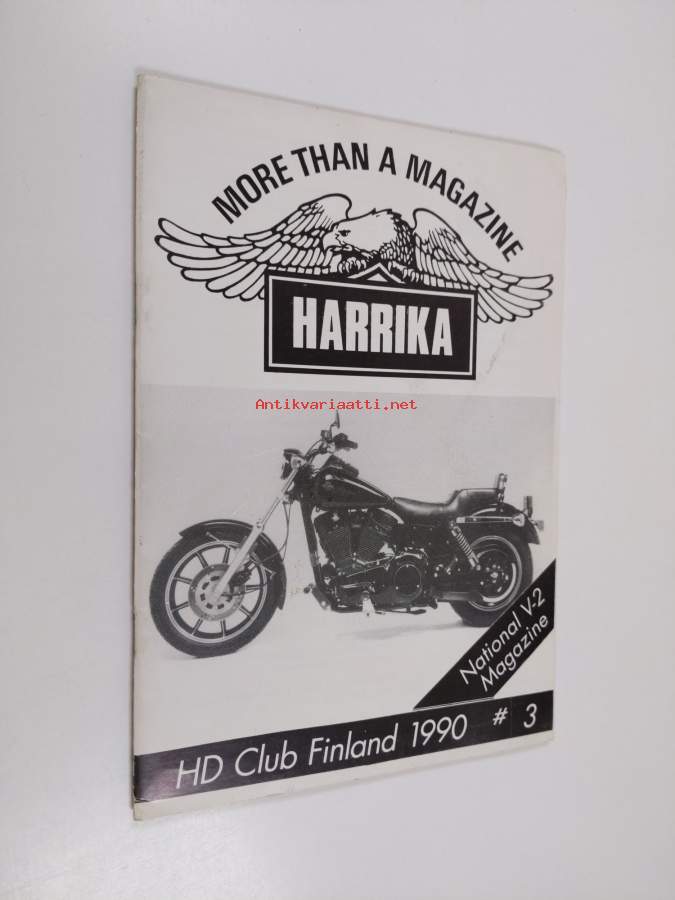 MORE THAN A MAGAZINE
HARRIKA
Antikvariaatti.net
National V-2
Magazine
HD Club Finland 1990 # 3